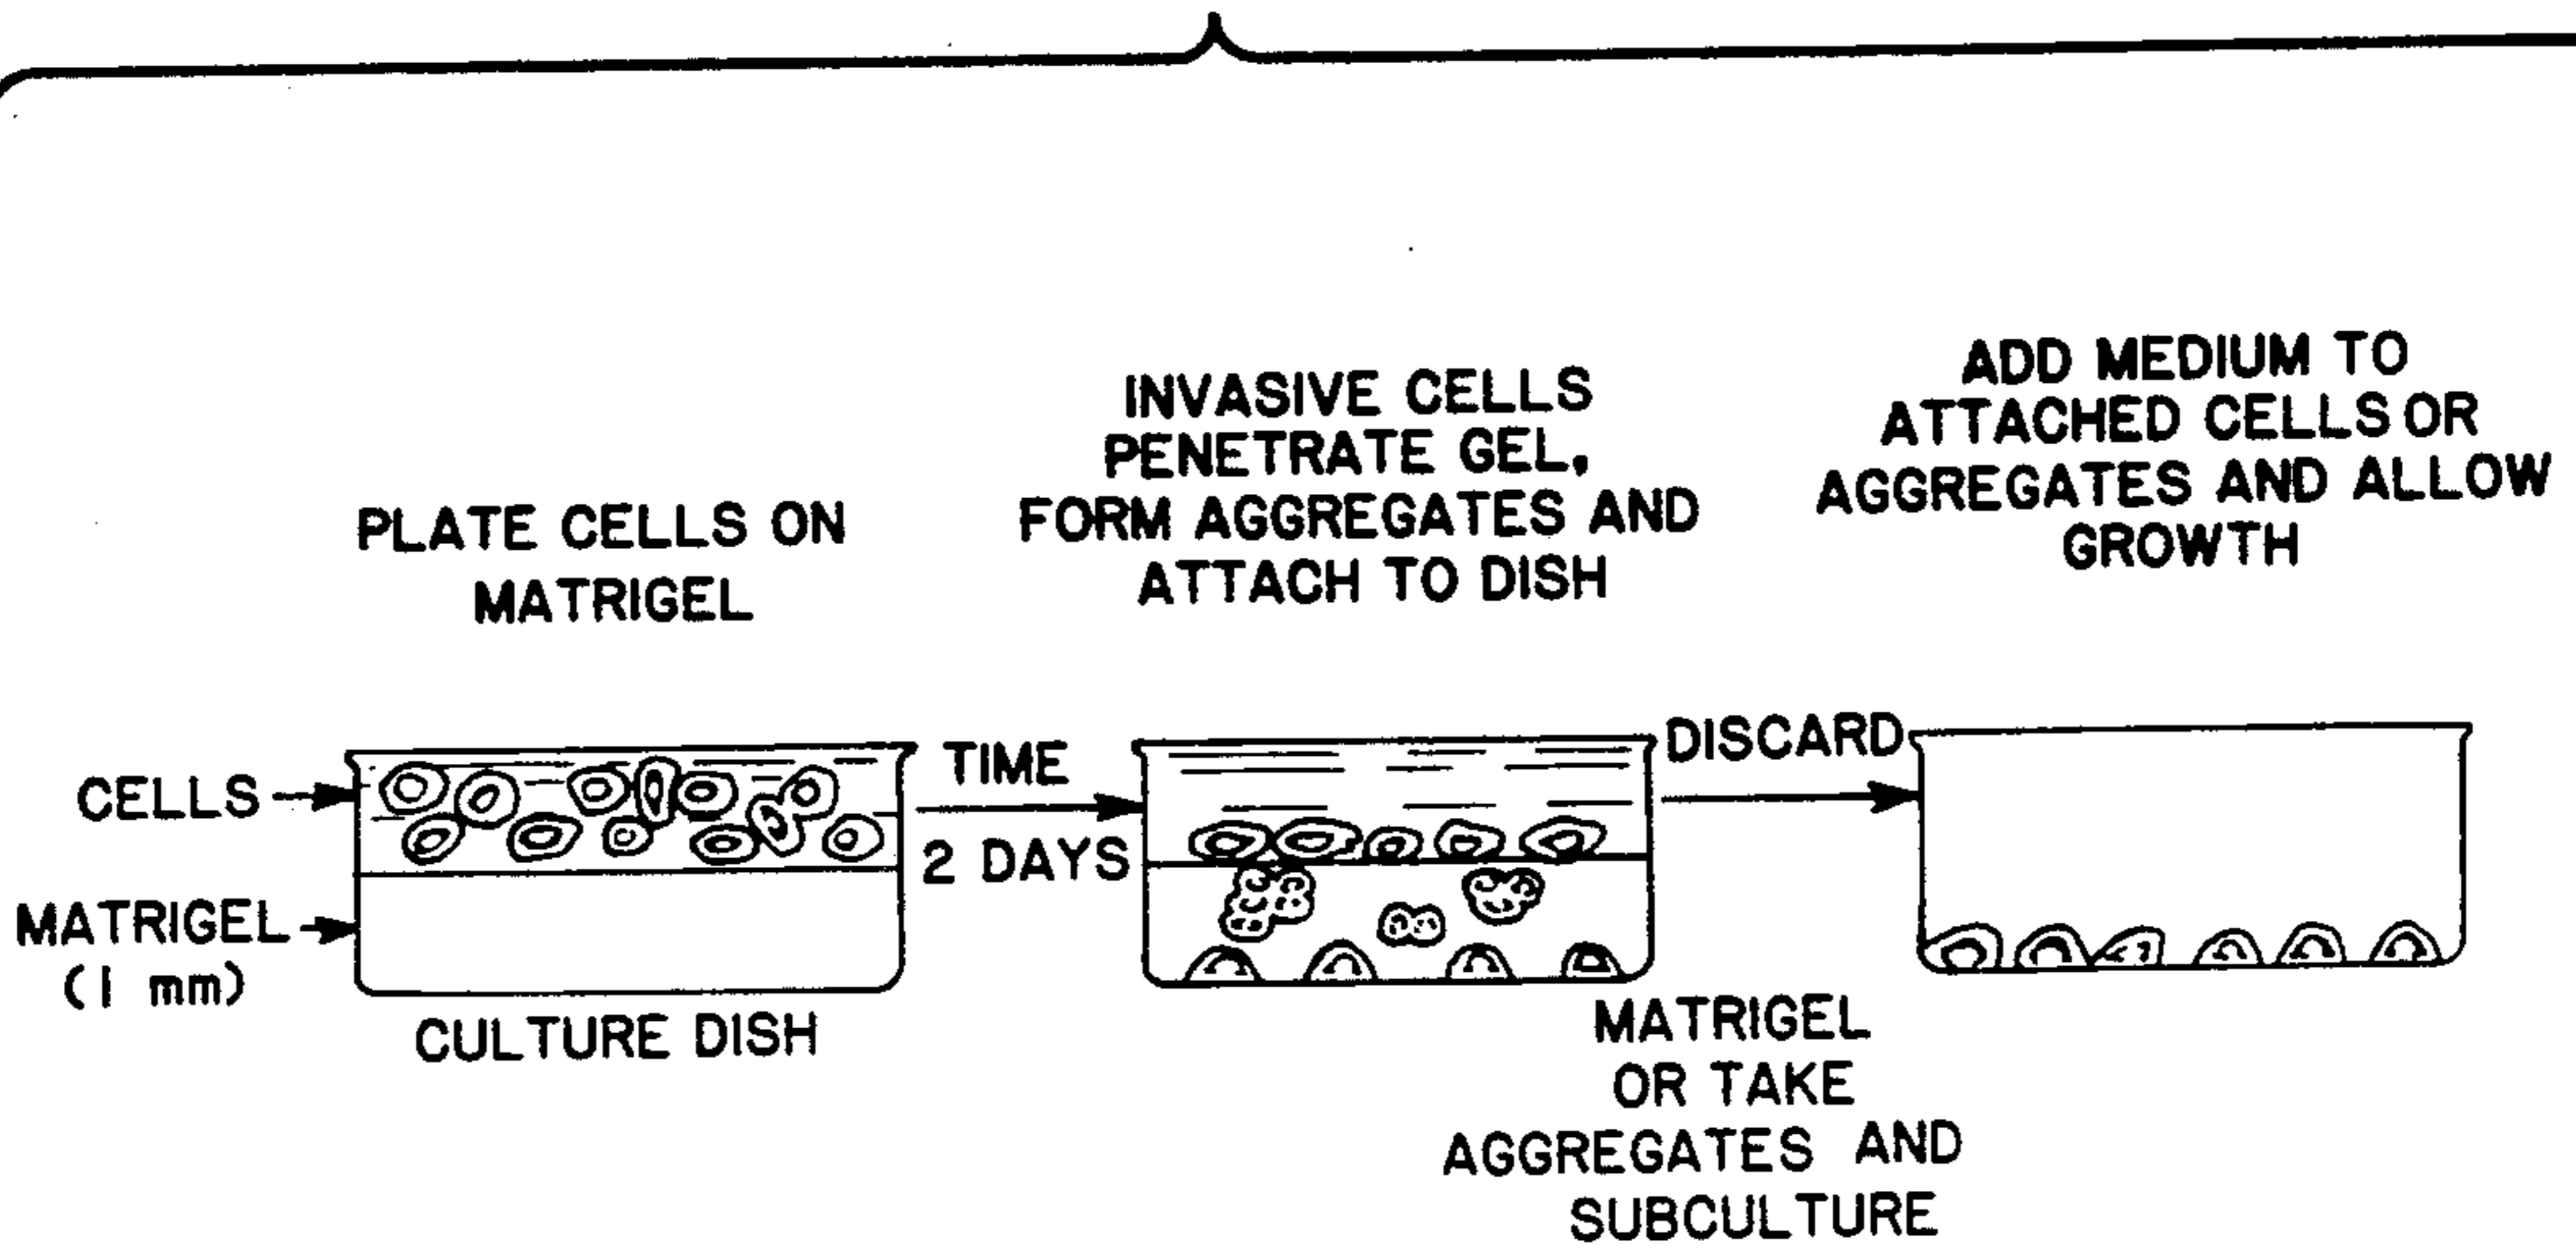 PLATE CELLS ON
MATRIGEL
CELLS
MATRIGEL
(1 mm)
CULTURE DISH
TIME
2 DAYS
INVASIVE CELLS
PENETRATE GEL,
FORM AGGREGATES AND
ATTACH TO DISH
DISCARD
MATRIGEL
OR TAKE
AGGREGATES AND
SUBCULTURE
ADD MEDIUM TO
ATTACHED CELLS OR
AGGREGATES AND ALLOW
GROWTH